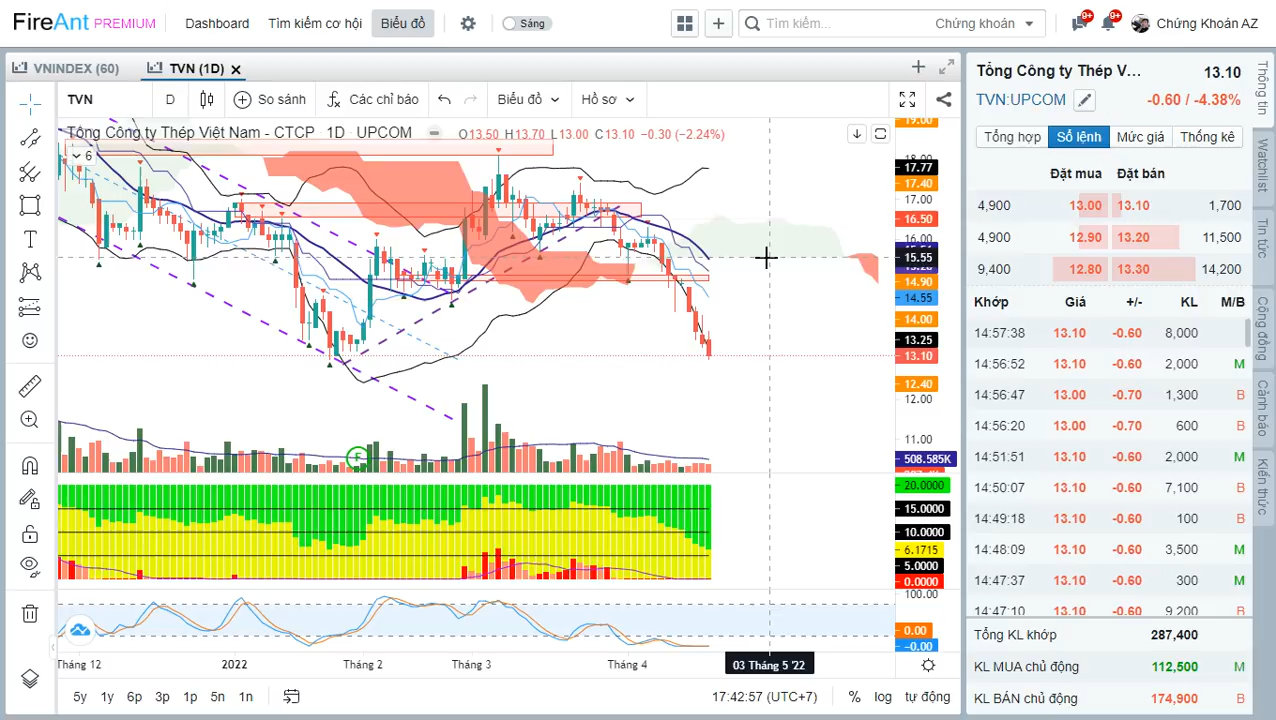 FireAnt PREMIUM
Dashboard Tìm kiếm cơ hội Biểu đồ Sáng
Tìm kiếm. Chứng khoán
9+ 9+ Chứng Khoán AZ
VNINDEX (60) TVN (1D)
TVN D So sánh Các chỉ báo Biểu đồ Hồ sơ
Tổng Công ty Thép Việt Nam - CTCP 1D UPCOM O13.50 H13.70 L13.00 C13.10 −0.30 (−2.24%)
6
19.00
18.00
17.77
17.40
16.50
16.00
15.55
14.90
14.55
14.00
13.25
13.10
12.40
12.00
11.00
508.585K
20.0000
15.0000
10.0000
6.1715
5.0000
0.0000
100.00
0.00
−0.00
F
Tháng 12 2022 Tháng 2 Tháng 3 Tháng 4 03 Tháng 5 '22
5y 1y 6p 3p 1p 5n 1n 17:42:57 (UTC+7) % log tự động
Tổng Công ty Thép V... 13.10
TVN:UPCOM -0.60 / -4.38%
Tổng hợp Sổ lệnh Mức giá Thống kê
Đặt mua Đặt bán
4,900 13.00 13.10 1,700
4,900 12.90 13.20 11,500
9,400 12.80 13.30 14,200
Khớp Giá +/- KL M/B
14:57:38 13.10 -0.60 8,000
14:56:52 13.10 -0.60 2,000 M
14:56:47 13.00 -0.70 1,300 B
14:56:20 13.00 -0.70 600 B
14:51:51 13.10 -0.60 2,000 M
14:50:07 13.10 -0.60 7,100 B
14:49:18 13.10 -0.60 100 B
14:48:09 13.10 -0.60 3,500 M
14:47:37 13.10 -0.60 300 M
14:47:10 13.10 -0.60 9,200 B
Tổng KL khớp 287,400
KL MUA chủ động 112,500 M
KL BÁN chủ động 174,900 B
Thông tin
Watchlist
Tin tức
Cộng đồng
Cảnh báo
Kiến thức